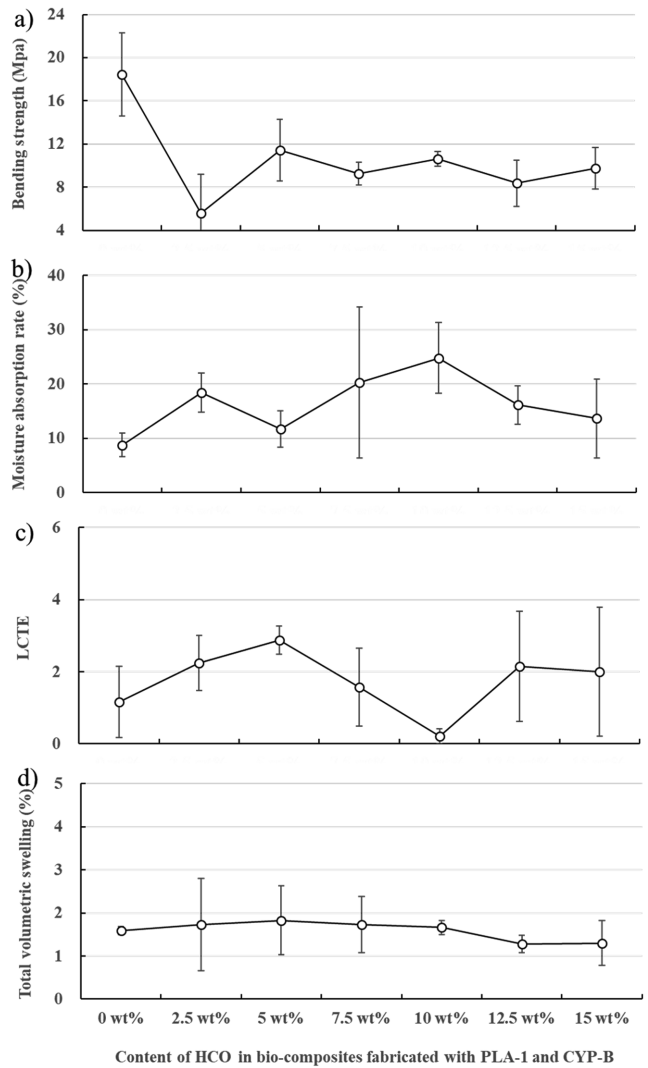 a)
Bending strength (Mpa)
24
20
16
12
8
4
b)
Moisture absorption rate (%)
40
30
20
10
0
c)
LCTE
6
4
2
0
d)
Total volumetric swelling (%)
5
4
3
2
1
0
0 wt% 2.5 wt% 5 wt% 7.5 wt% 10 wt% 12.5 wt% 15 wt%
Content of HCO in bio-composites fabricated with PLA-1 and CYP-B